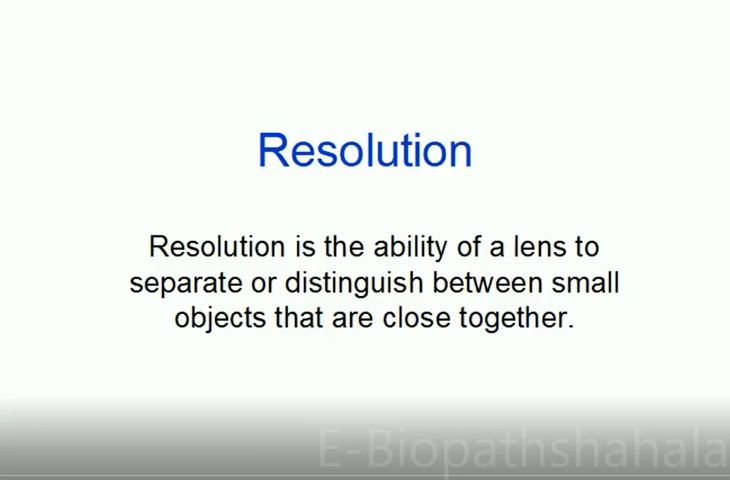 Resolution
Resolution is the ability of a lens to
separate or distinguish between small
objects that are close together.
E-Biopathshahala